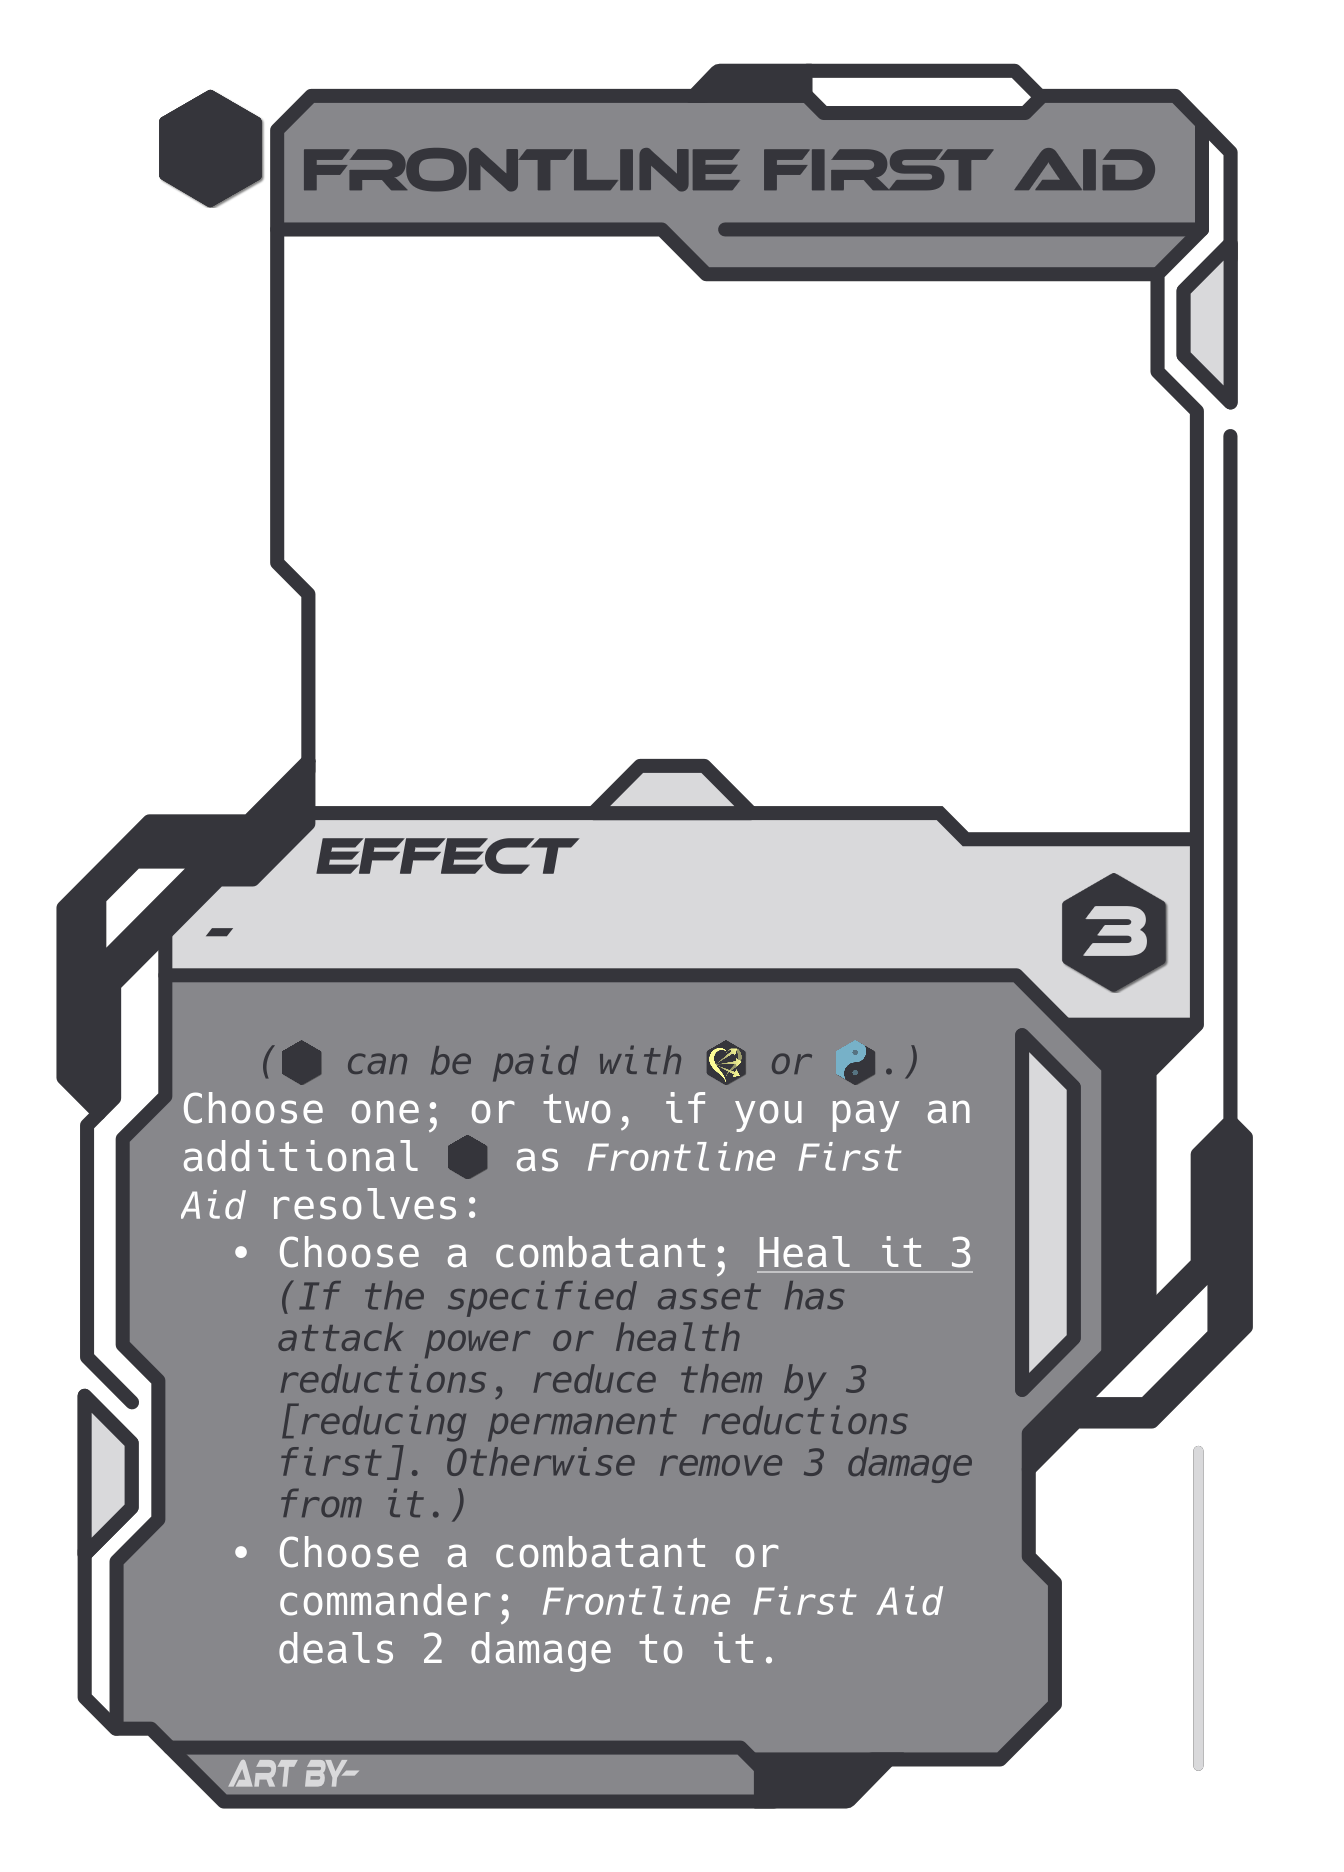 FRONTLINE FIRST AID
EFFECT
-
3
( can be paid with or .)
Choose one; or two, if you pay an
additional as Frontline First
Aid resolves:
• Choose a combatant; Heal it 3
(If the specified asset has
attack power or health
reductions, reduce them by 3
[reducing permanent reductions
first]. Otherwise remove 3 damage
from it.)
• Choose a combatant or
commander; Frontline First Aid
deals 2 damage to it.
ART BY-